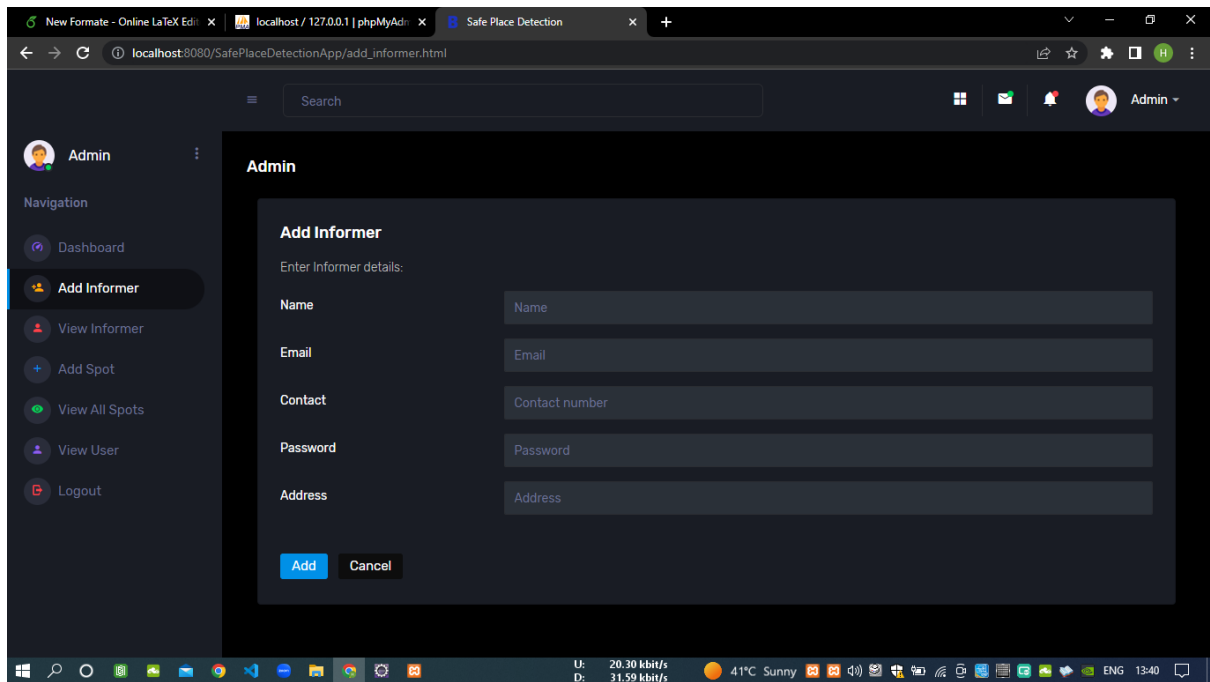 New Formate - Online LaTeX Edit
localhost / 127.0.0.1 | phpMyAdm
Safe Place Detection
localhost:8080/SafePlaceDetectionApp/add_informer.html
H
Search
Admin
Admin
Navigation
Dashboard
Add Informer
View Informer
Add Spot
View All Spots
View User
Logout
Admin
Add Informer
Enter Informer details:
Name
Name
Email
Email
Contact
Contact number
Password
Password
Address
Address
Add Cancel
U: 20.30 kbit/s
D: 31.59 kbit/s
41°C Sunny
ENG 13:40